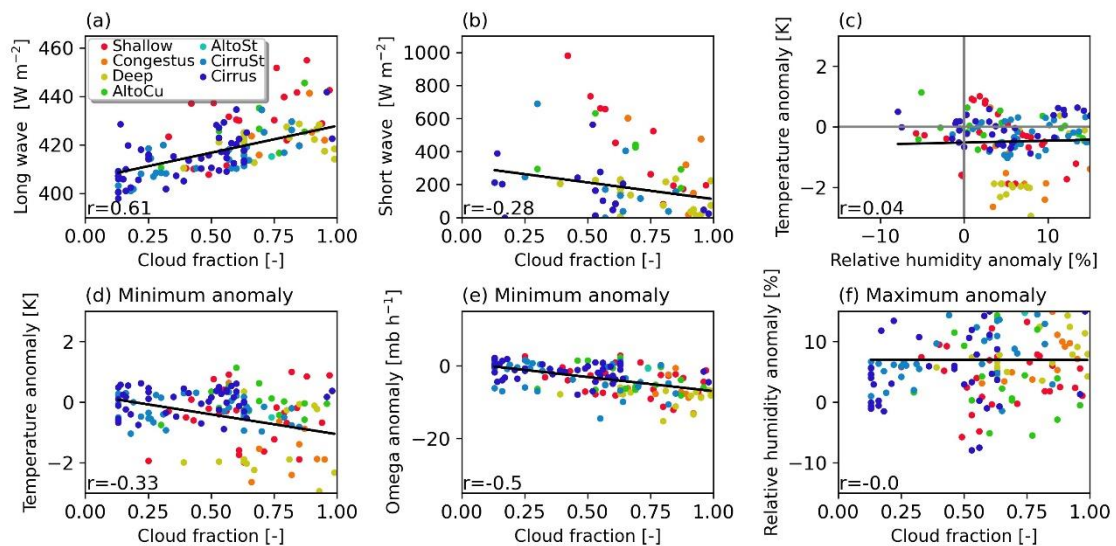 (a)
Long wave [W m⁻²]
460
440
420
400
Shallow
Congestus
Deep
AltoCu
AltoSt
CirruSt
Cirrus
r=0.61
0.00 0.25 0.50 0.75 1.00
Cloud fraction [-]
(b)
Short wave [W m⁻²]
1000
800
600
400
200
0
r=-0.28
0.00 0.25 0.50 0.75 1.00
Cloud fraction [-]
(c)
Temperature anomaly [K]
2
0
−2
r=0.04
−10 0 10
Relative humidity anomaly [%]
(d) Minimum anomaly
Temperature anomaly [K]
2
0
−2
r=-0.33
0.00 0.25 0.50 0.75 1.00
Cloud fraction [-]
(e) Minimum anomaly
Omega anomaly [mb h⁻¹]
0
−20
r=-0.5
0.00 0.25 0.50 0.75 1.00
Cloud fraction [-]
(f) Maximum anomaly
Relative humidity anomaly [%]
10
0
−10
r=-0.0
0.00 0.25 0.50 0.75 1.00
Cloud fraction [-]